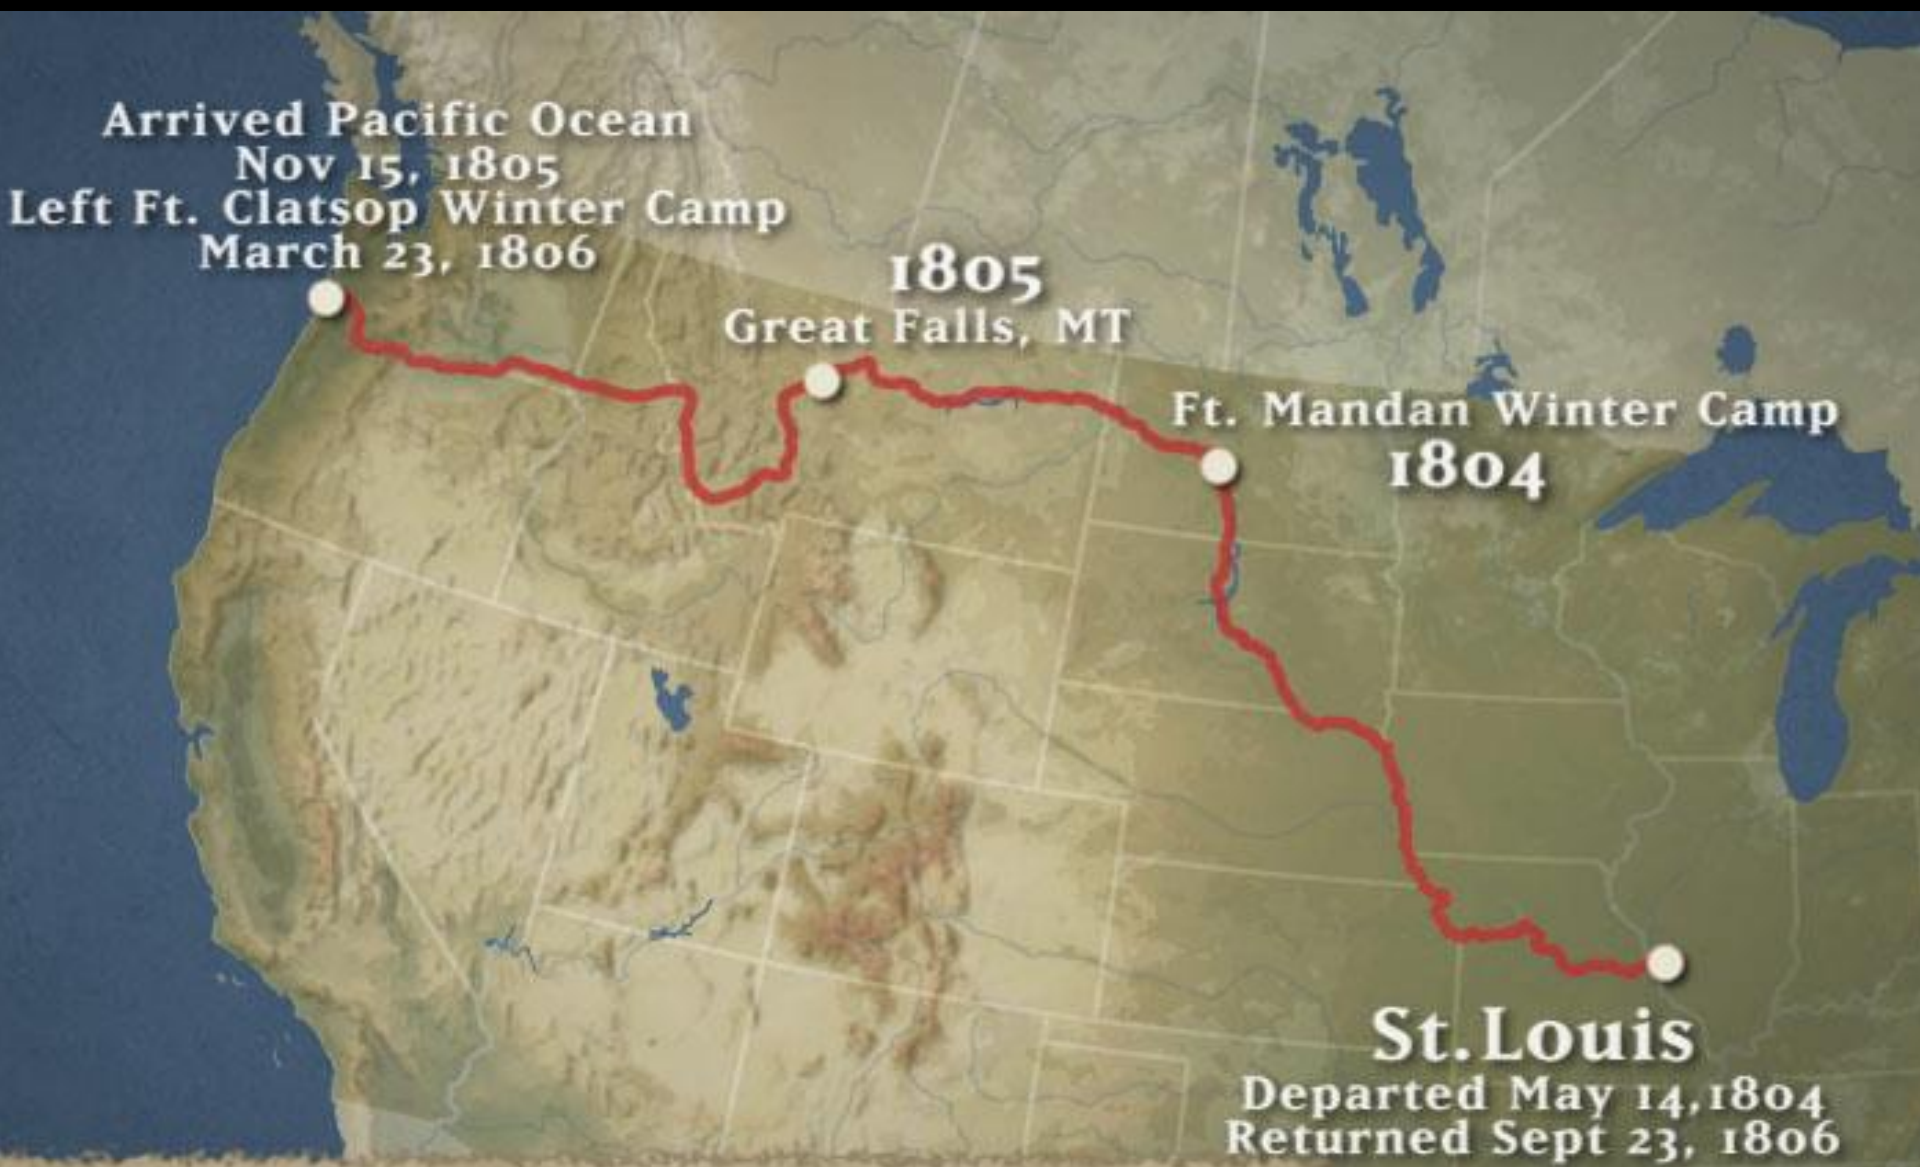 Arrived Pacific Ocean
Nov 15, 1805
Left Ft. Clatsop Winter Camp
March 23, 1806
1805
Great Falls, MT
Ft. Mandan Winter Camp
1804
St.Louis
Departed May 14,1804
Returned Sept 23, 1806